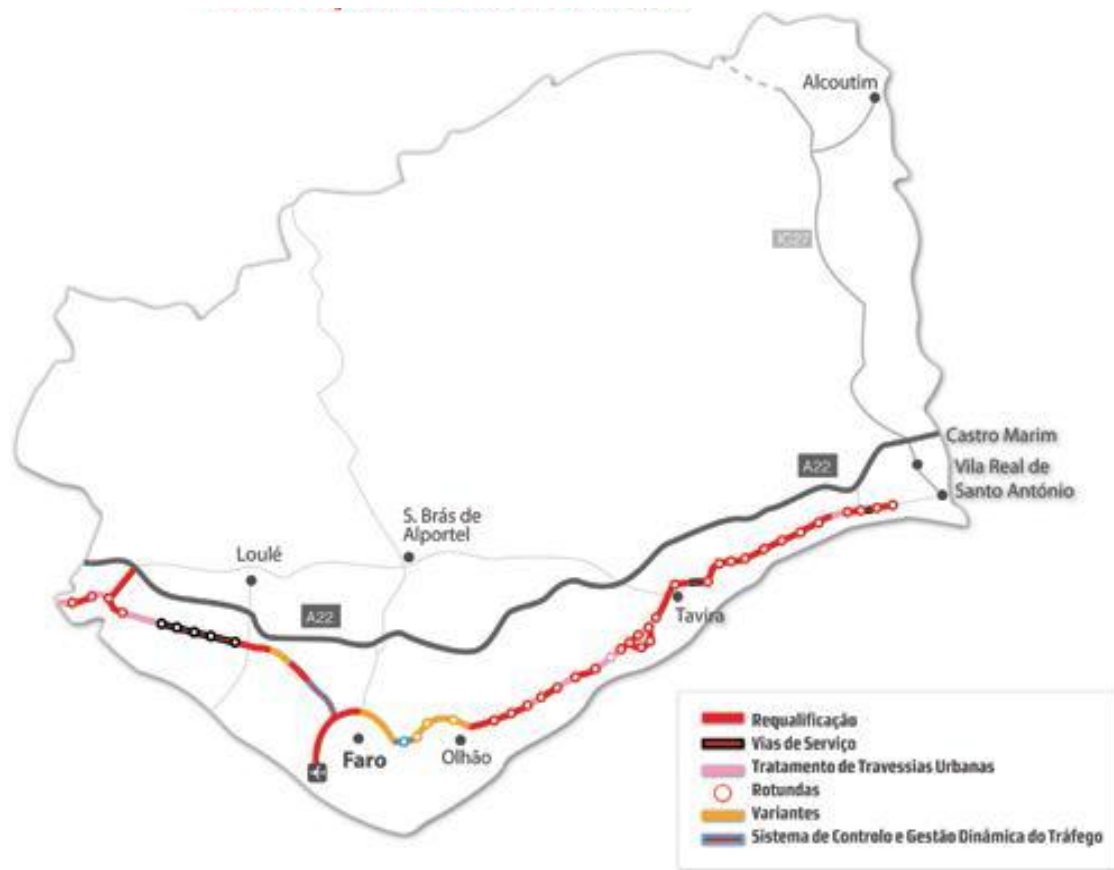 Alcoutim
IC27
Castro Marim
A22
Vila Real de
Santo António
S. Brás de
Alportel
Loulé
A22
Tavira
Faro
Olhão
Requalificação
Vias de Serviço
Tratamento de Travessias Urbanas
Rotundas
Variantes
Sistema de Controlo e Gestão Dinâmica do Tráfego